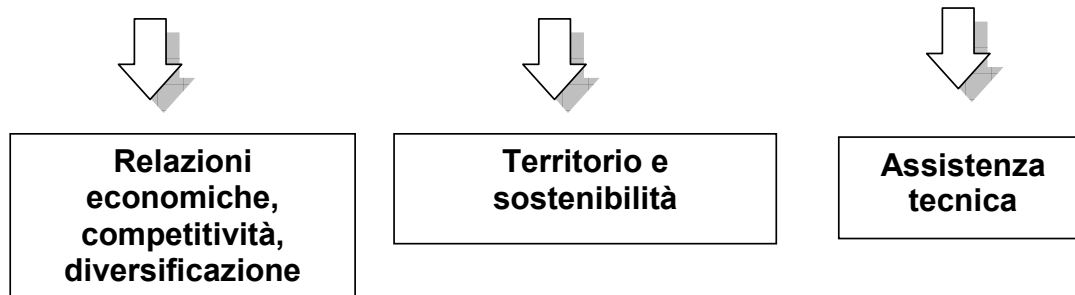 Relazioni
economiche,
competitività,
diversificazione
Territorio e
sostenibilità
Assistenza
tecnica